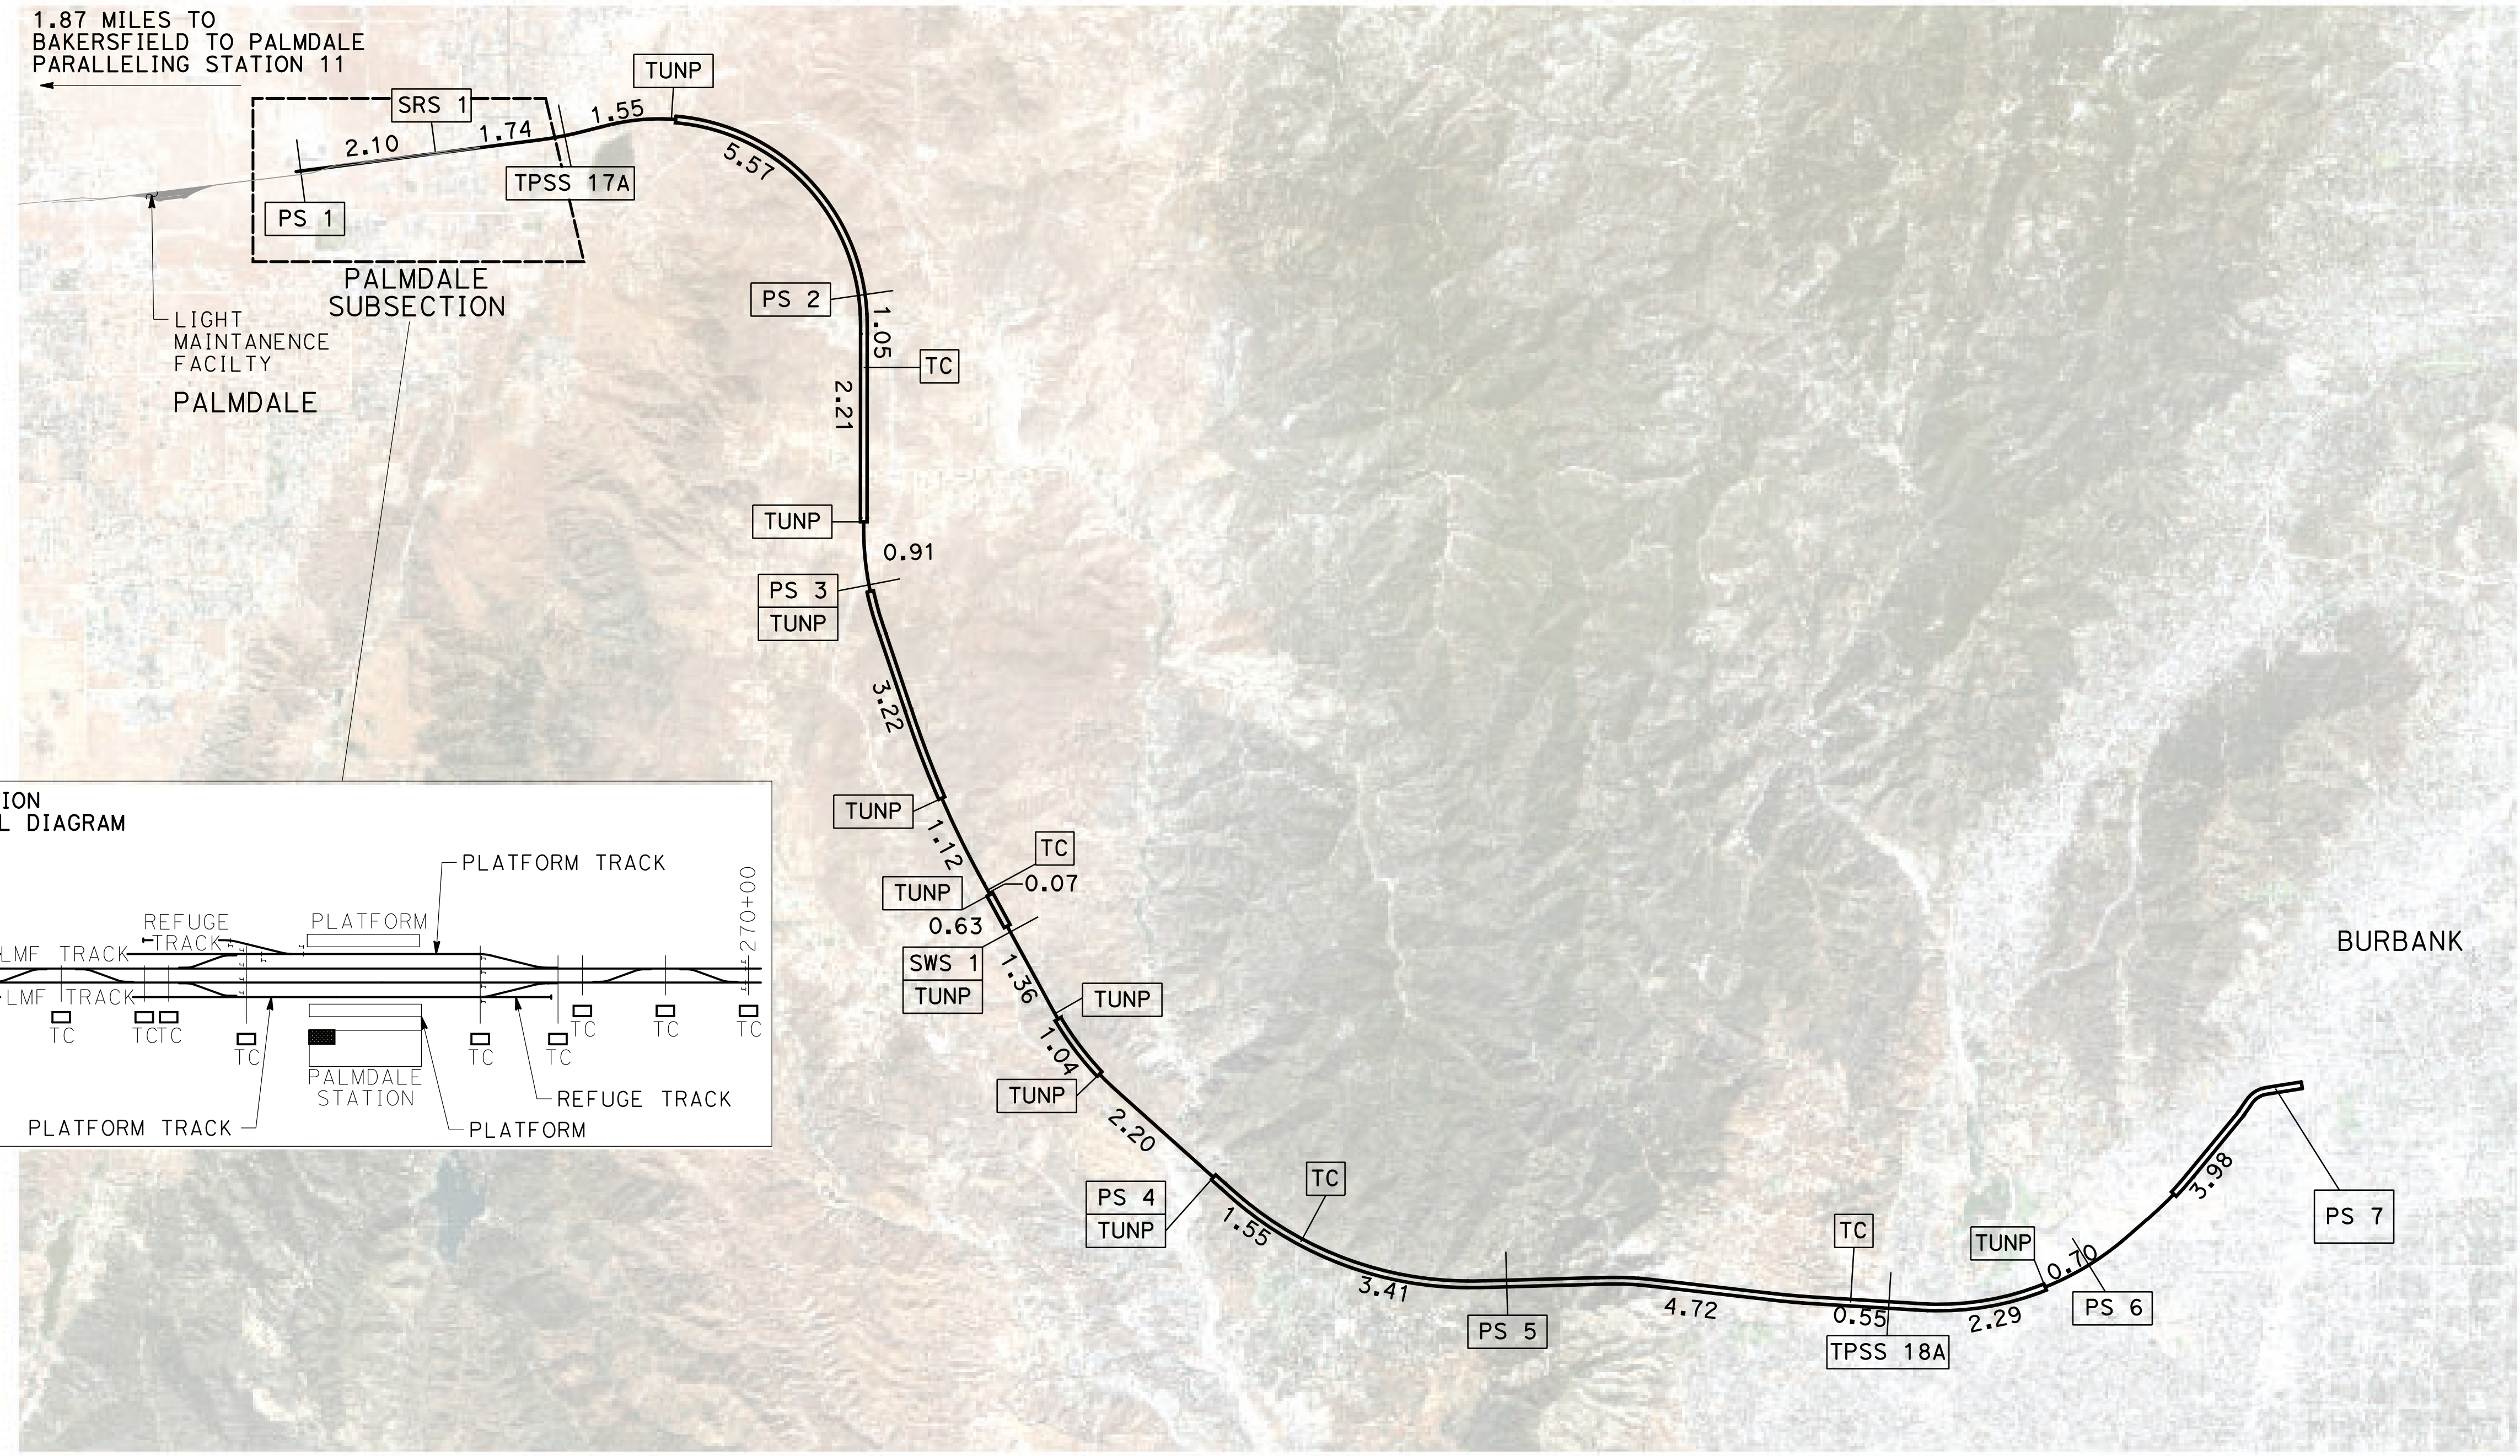 1.87 MILES TO
BAKERSFIELD TO PALMDALE
PARALLELING STATION 11
TUNP
SRS 1
1.55
1.74
2.10
5.57
TPSS 17A
PS 1
PALMDALE
SUBSECTION
PS 2
1.05
LIGHT
MAINTANENCE
FACILTY
TC
PALMDALE
2.21
TUNP
0.91
PS 3
TUNP
3.22
TUNP
1.12
TC
TUNP
0.07
0.63
SWS 1
TUNP
1.36
TUNP
1.04
TUNP
2.20
PS 4
TUNP
1.55
TC
3.41
PS 5
4.72
TC
0.55
TPSS 18A
2.29
TUNP
0.70
PS 6
3.98
PS 7
BURBANK
ION
L DIAGRAM
PLATFORM TRACK
270+00
REFUGE
TRACK
PLATFORM
LMF TRACK
LMF TRACK
TC
TC
TC
TC
TC
TC
TC
TC
TC
PALMDALE
STATION
REFUGE TRACK
PLATFORM TRACK
PLATFORM